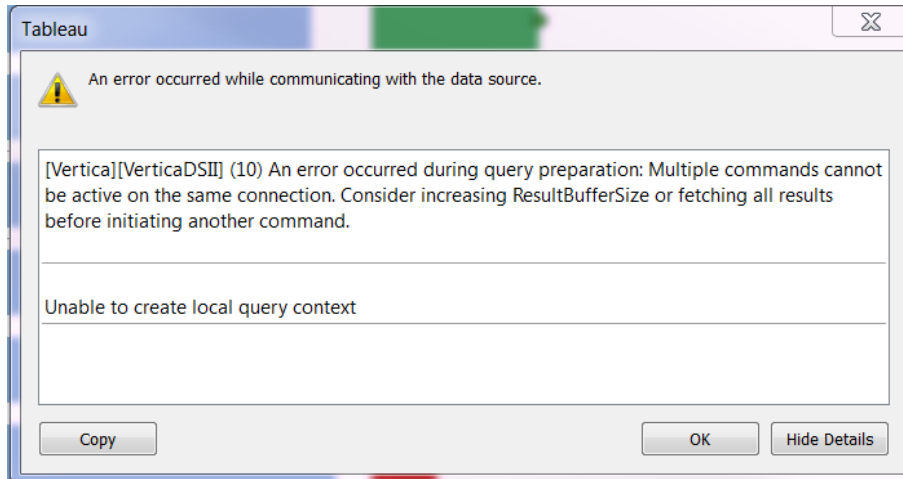 Tableau
An error occurred while communicating with the data source.
[Vertica][VerticaDSII] (10) An error occurred during query preparation: Multiple commands cannot
be active on the same connection. Consider increasing ResultBufferSize or fetching all results
before initiating another command.
Unable to create local query context
Copy
OK
Hide Details